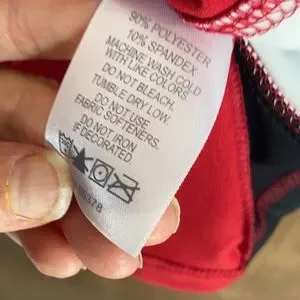 90% POLYESTER
10% SPANDEX
MACHINE WASH COLD
WITH LIKE COLORS.
DO NOT BLEACH.
TUMBLE DRY LOW.
DO NOT USE
FABRIC SOFTENERS.
DO NOT IRON
IF DECORATED.